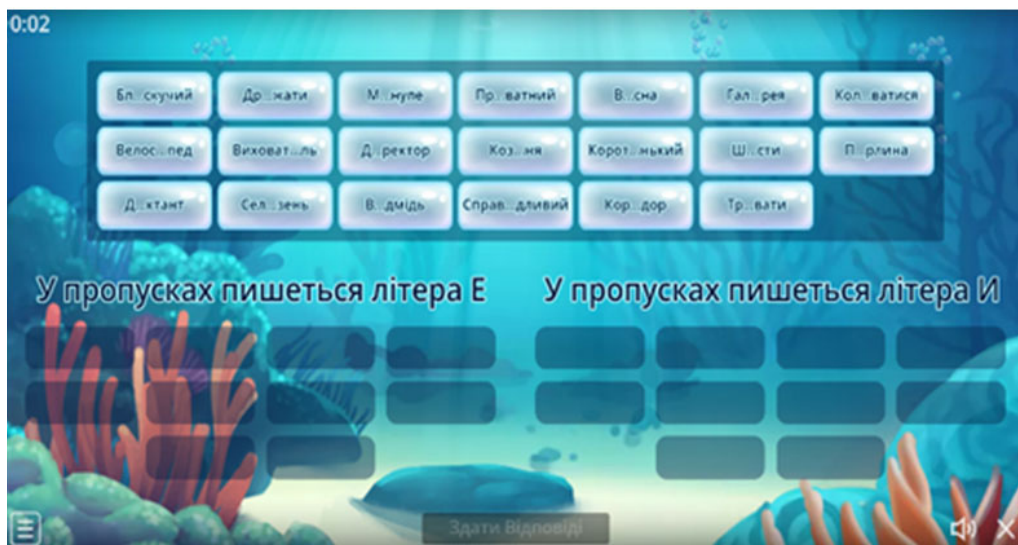 0:02
Бл...скучий Др...жати М...нуле Пр...ватний В...сна Гал...рея Кол...ватися
Велос...пед Виховат...ль Д...ректор Коз...ня Корот...нький Ш...сти П...рлина
Д...ктант Сел...зень В...дмідь Справ...дливий Кор...дор Тр...вати
У пропусках пишеться літера Е У пропусках пишеться літера И
Здати Відповіді